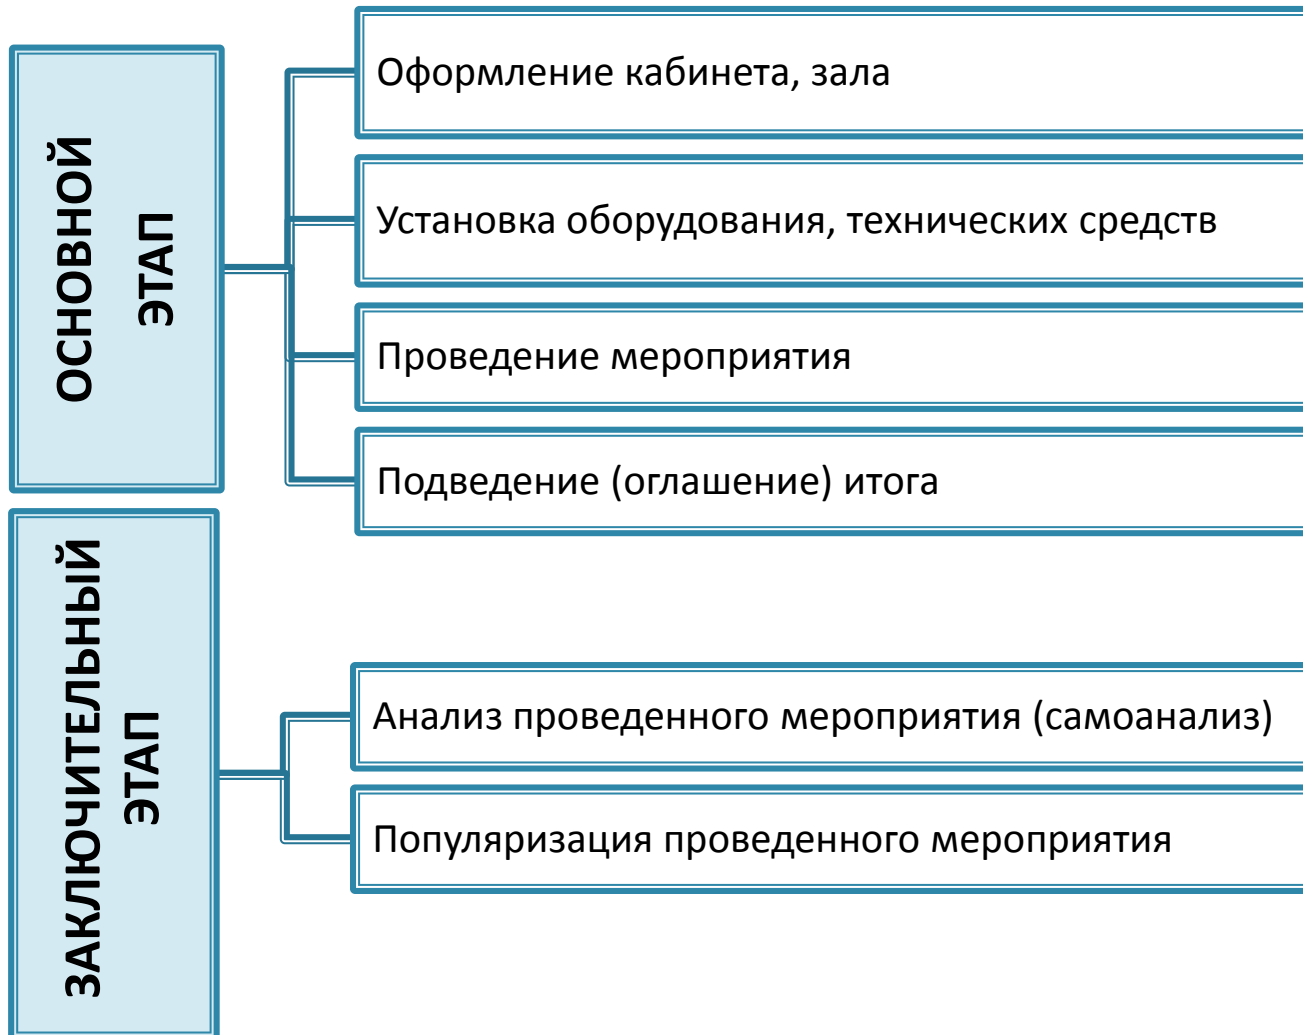 ОСНОВНОЙ
ЭТАП
Оформление кабинета, зала
Установка оборудования, технических средств
Проведение мероприятия
Подведение (оглашение) итога
ЗАКЛЮЧИТЕЛЬНЫЙ
ЭТАП
Анализ проведенного мероприятия (самоанализ)
Популяризация проведенного мероприятия